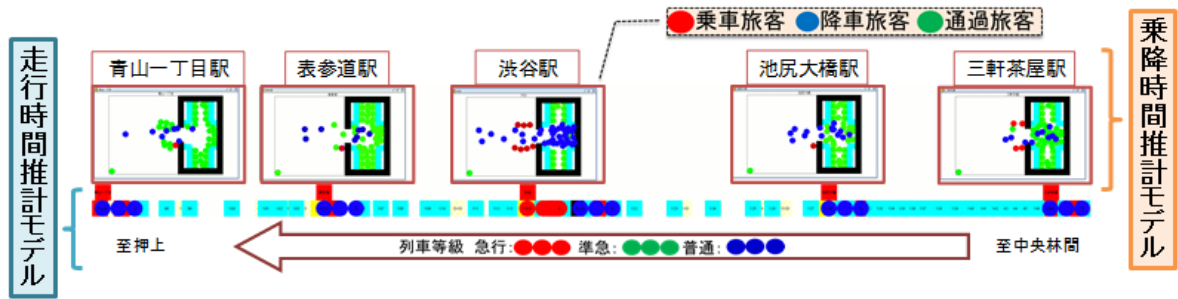 乗車旅客 降車旅客 通過旅客
走行時間推計モデル
青山一丁目駅
表参道駅
渋谷駅
池尻大橋駅
三軒茶屋駅
乗降時間推計モデル
至押上
列車等級 急行: 準急: 普通:
至中央林間